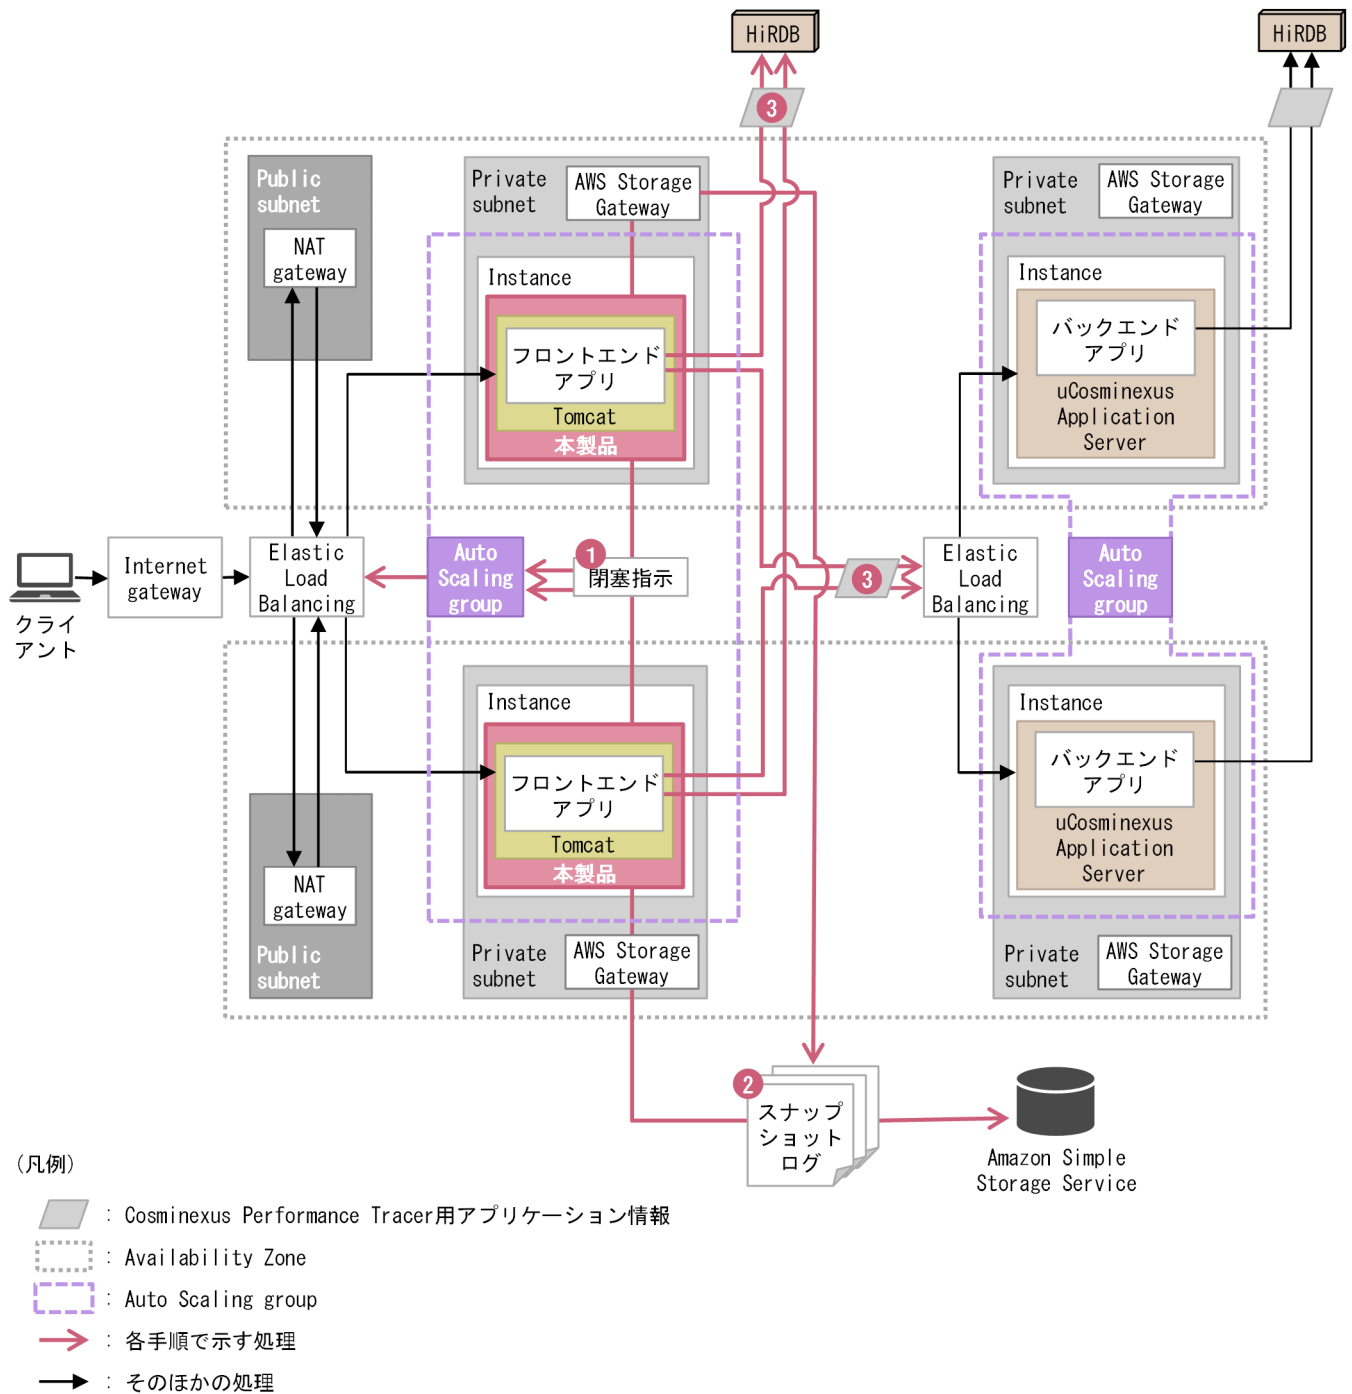 HiRDB
HiRDB
3
Public
subnet
NAT
gateway
Private
subnet
AWS Storage
Gateway
Instance
フロントエンド
アプリ
Tomcat
本製品
Private
subnet
AWS Storage
Gateway
Instance
バックエンド
アプリ
uCosminexus
Application
Server
クライ
アント
Internet
gateway
Elastic
Load
Balancing
Auto
Scaling
group
1
閉塞指示
3
Elastic
Load
Balancing
Auto
Scaling
group
Instance
フロントエンド
アプリ
Tomcat
本製品
Instance
バックエンド
アプリ
uCosminexus
Application
Server
NAT
gateway
Public
subnet
Private
subnet
AWS Storage
Gateway
Private
subnet
AWS Storage
Gateway
2
スナップ
ショット
ログ
Amazon Simple
Storage Service
(凡例)
: Cosminexus Performance Tracer用アプリケーション情報
: Availability Zone
: Auto Scaling group
: 各手順で示す処理
: そのほかの処理